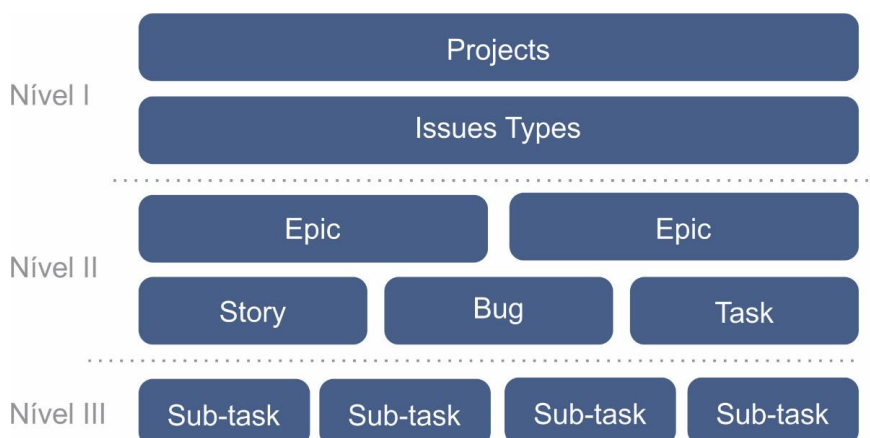 Projects
Nível I
Issues Types
Epic Epic
Nível II
Story Bug Task
Nível III Sub-task Sub-task Sub-task Sub-task